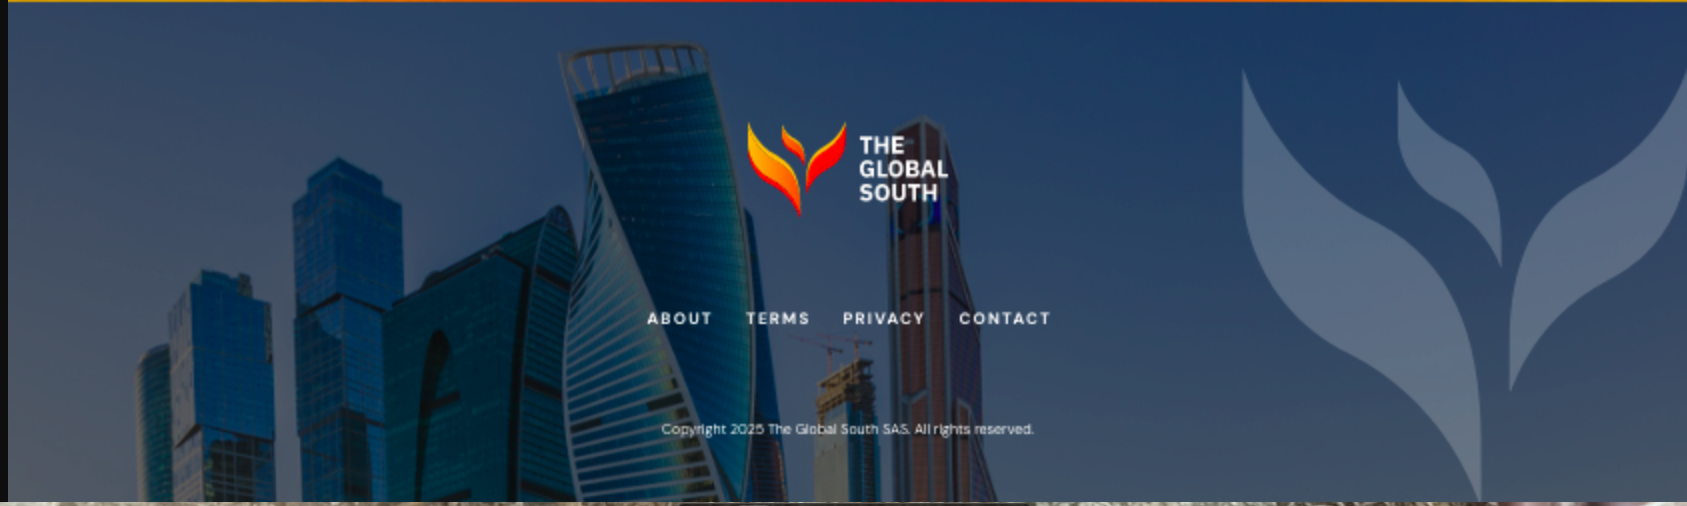 THE
GLOBAL
SOUTH
ABOUT TERMS PRIVACY CONTACT
Copyright 2025 The Global South SAS. All rights reserved.